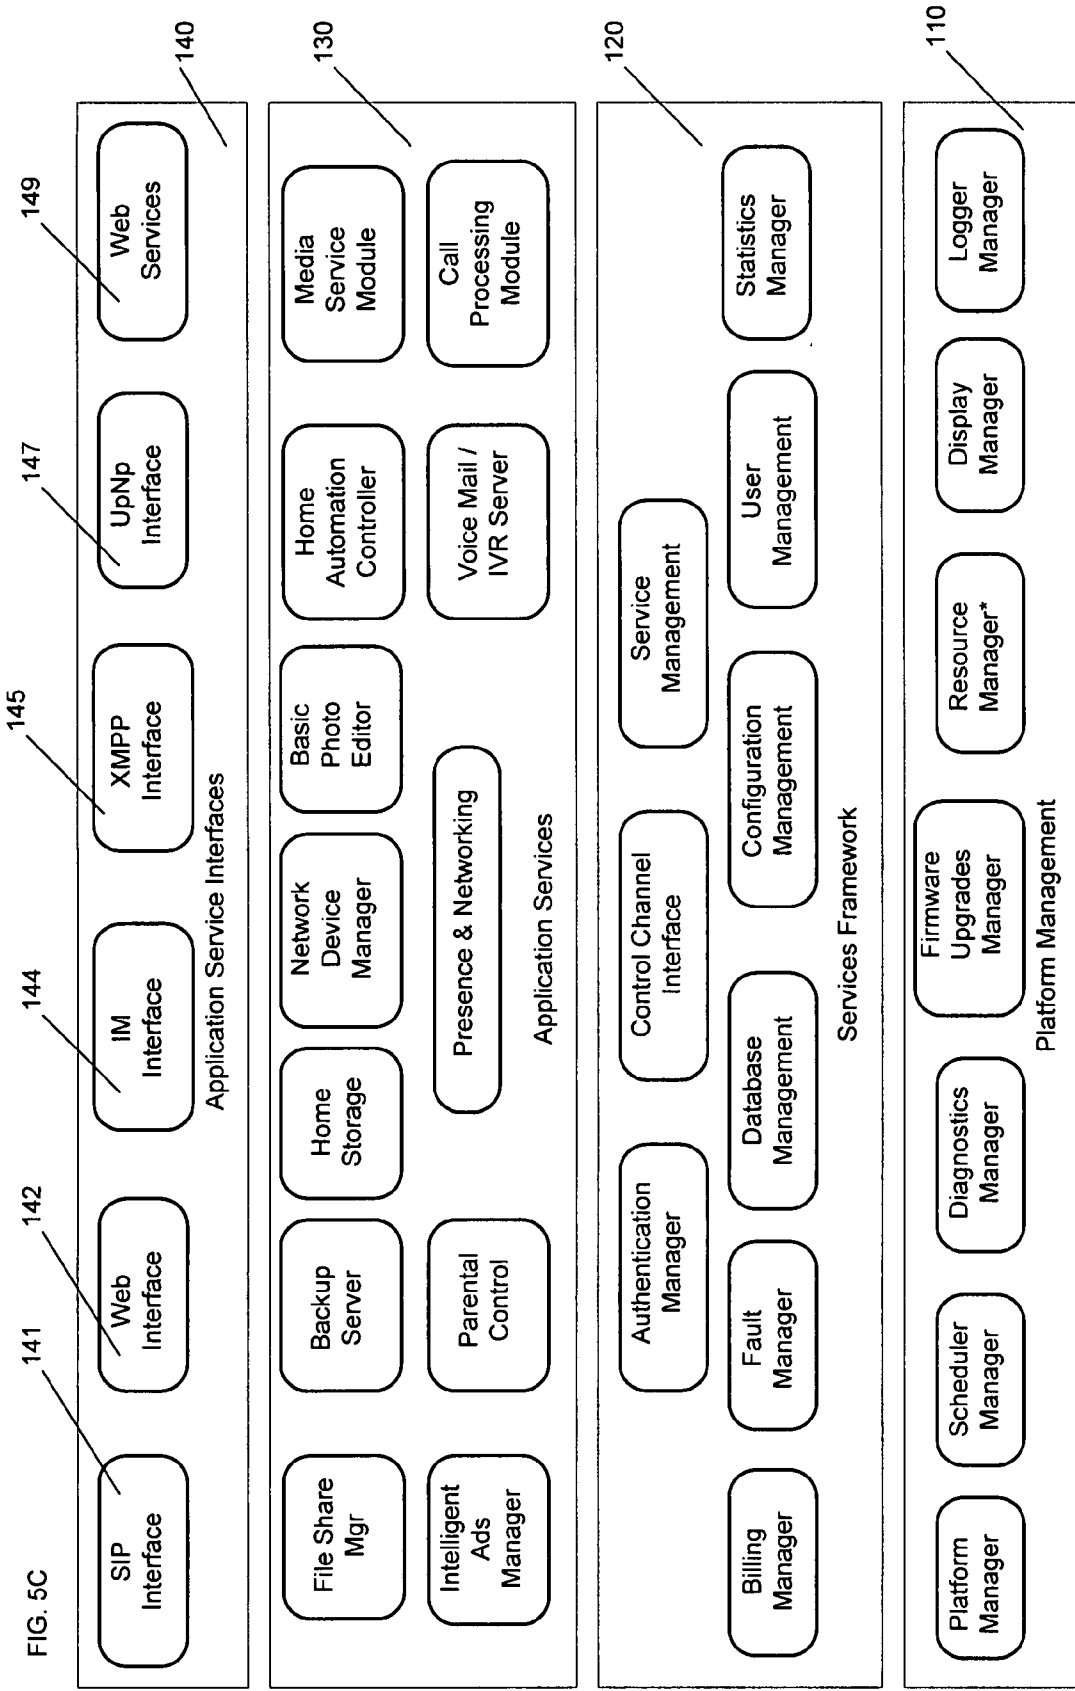 FIG. 5C
141
142
144
145
147
149
140
SIP
Interface
Web
Interface
IM
Interface
XMPP
Interface
UpNp
Interface
Web
Services
Application Service Interfaces
130
File Share
Mgr
Backup
Server
Home
Storage
Network
Device
Manager
Basic
Photo
Editor
Home
Automation
Controller
Media
Service
Module
Intelligent
Ads
Manager
Parental
Control
Presence & Networking
Voice Mail /
IVR Server
Call
Processing
Module
Application Services
120
Authentication
Manager
Control Channel
Interface
Service
Management
Billing
Manager
Fault
Manager
Database
Management
Configuration
Management
User
Management
Statistics
Manager
Services Framework
110
Platform
Manager
Scheduler
Manager
Diagnostics
Manager
Firmware
Upgrades
Manager
Resource
Manager*
Display
Manager
Logger
Manager
Platform Management